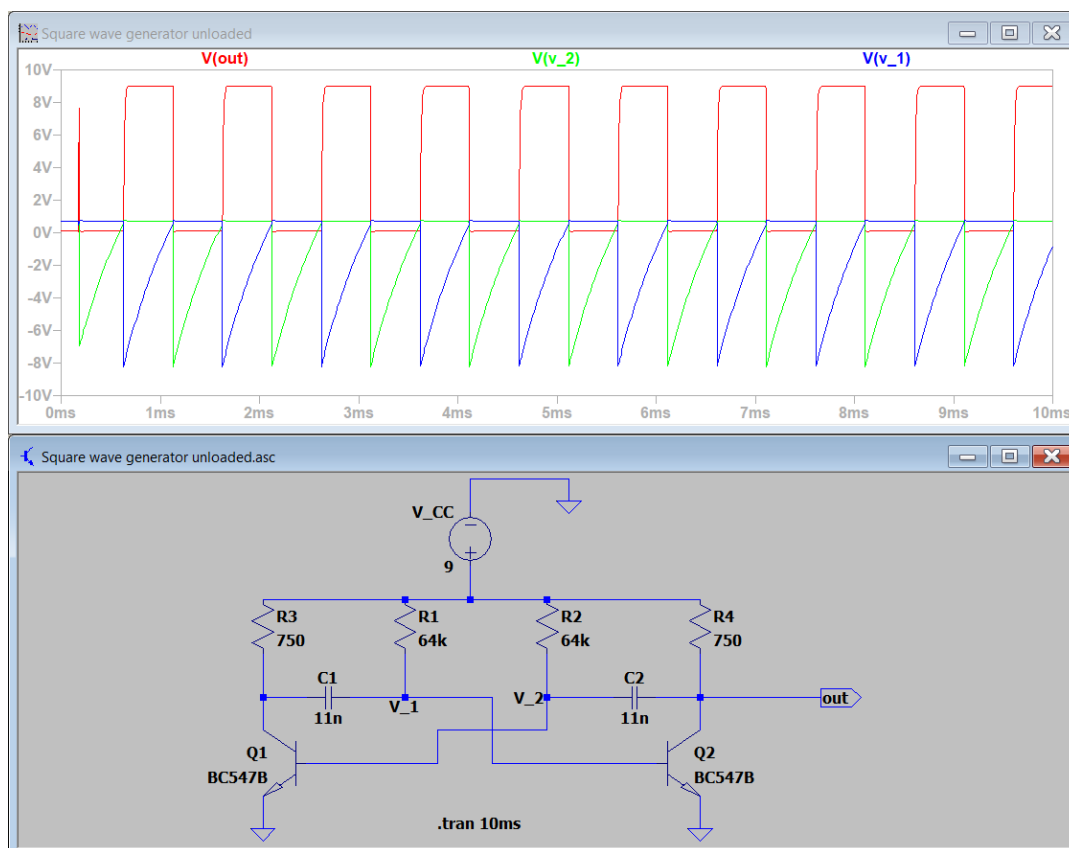 Square wave generator unloaded
V(out) V(v_2) V(v_1)
10V
8V
6V
4V
2V
0V
-2V
-4V
-6V
-8V
-10V
0ms 1ms 2ms 3ms 4ms 5ms 6ms 7ms 8ms 9ms 10ms
Square wave generator unloaded.asc
V_CC
9
R3 R1 R2 R4
750 64k 64k 750
C1 V_1 V_2 C2 out
11n 11n
Q1 Q2
BC547B BC547B
.tran 10ms